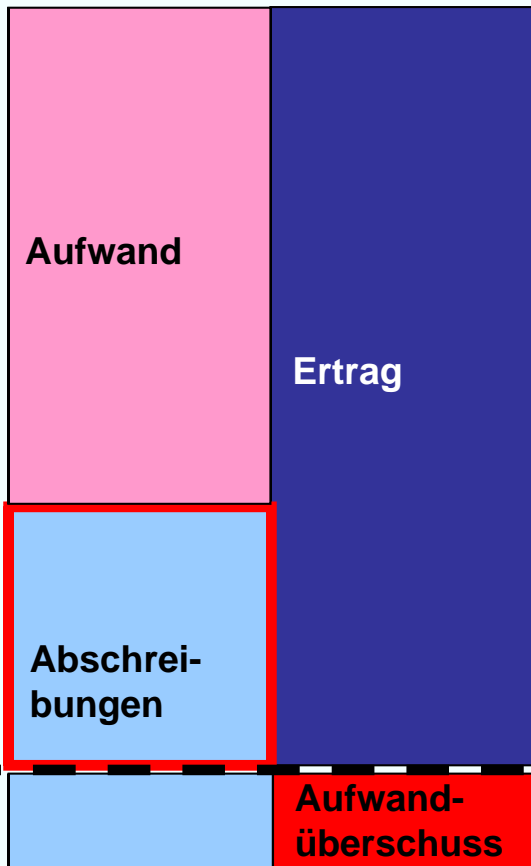 Aufwand
Ertrag
Abschrei-
bungen
Aufwand-
überschuss